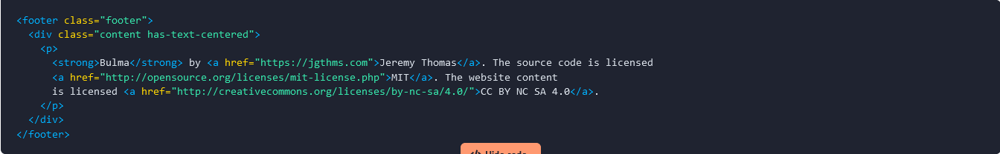 <footer class="footer">
  <div class="content has-text-centered">
    <p>
      <strong>Bulma</strong> by <a href="https://jgthms.com">Jeremy Thomas</a>. The source code is licensed
      <a href="http://opensource.org/licenses/mit-license.php">MIT</a>. The website content
      is licensed <a href="http://creativecommons.org/licenses/by-nc-sa/4.0/">CC BY NC SA 4.0</a>.
    </p>
  </div>
</footer>
</> Hide code